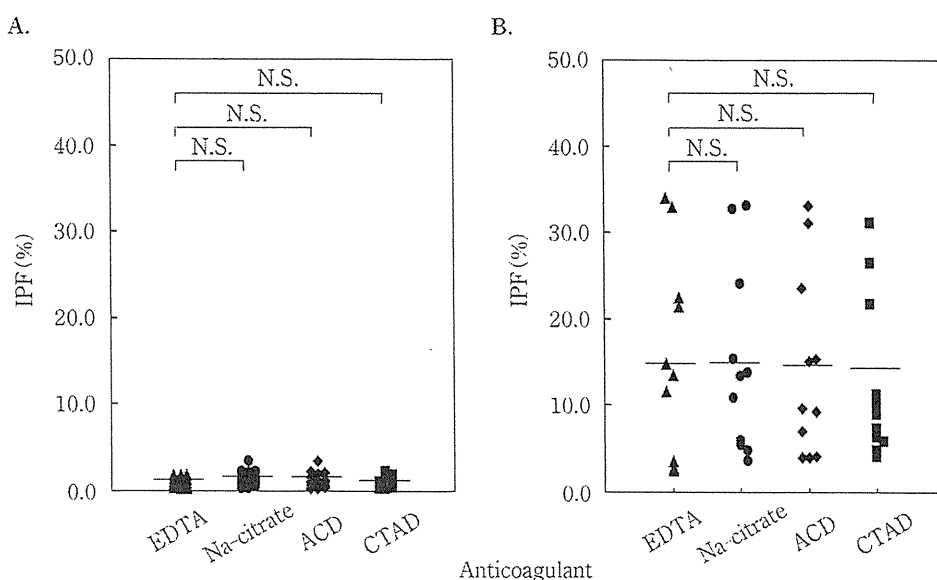 A.
50.0
40.0
30.0
20.0
10.0
0.0
IPF(%)
N.S.
N.S.
N.S.
EDTA
Na-citrate
ACD
CTAD
B.
50.0
40.0
30.0
20.0
10.0
0.0
IPF(%)
N.S.
N.S.
N.S.
EDTA
Na-citrate
ACD
CTAD
Anticoagulant